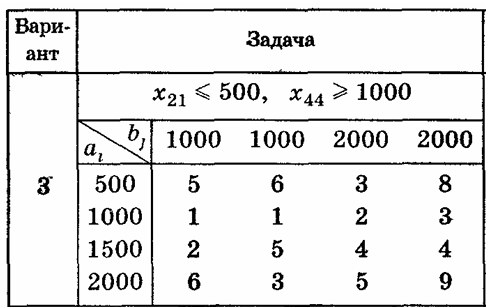 Вари-
ант
Задача
x₂₁ ⩽ 500, x₄₄ ⩾ 1000
aᵢ bⱼ 1000 1000 2000 2000
3 500 5 6 3 8
1000 1 1 2 3
1500 2 5 4 4
2000 6 3 5 9